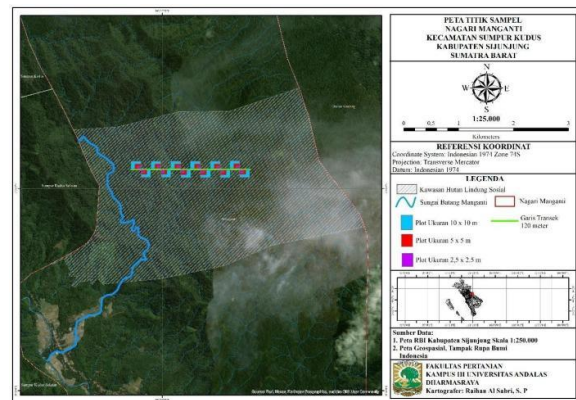 PETA TITIK SAMPEL
NAGARI MANGANTI
KECAMATAN SUMPUR KUDUS
KABUPATEN SIJUNJUNG
SUMATRA BARAT
N
W
E
S
1:25.000
0
0,5
1
2
3
Kilometers
REFERENSI KOORDINAT
Coordinate System: Indonesian 1974 Zone 74S
Projection: Transverse Mercator
Datum: Indonesian 1974
LEGENDA
Kawasan Hutan Lindung Sosial
Sungai Batang Manganti
Nagari Manganti
Plot Ukuran 10 x 10 m
Garis Transek
120 meter
Plot Ukuran 5 x 5 m
Plot Ukuran 2,5 x 2.5 m
Sumber Data:
1. Peta RBI Kabupaten Sijunjung Skala 1:250.000
2. Peta Geospasial, Tampak Rupa Bumi
Indonesia
FAKULTAS PERTANIAN
KAMPUS III UNIVERSITAS ANDALAS
DHARMASRAYA
Kartografer: Raihan Al Sabri, S. P